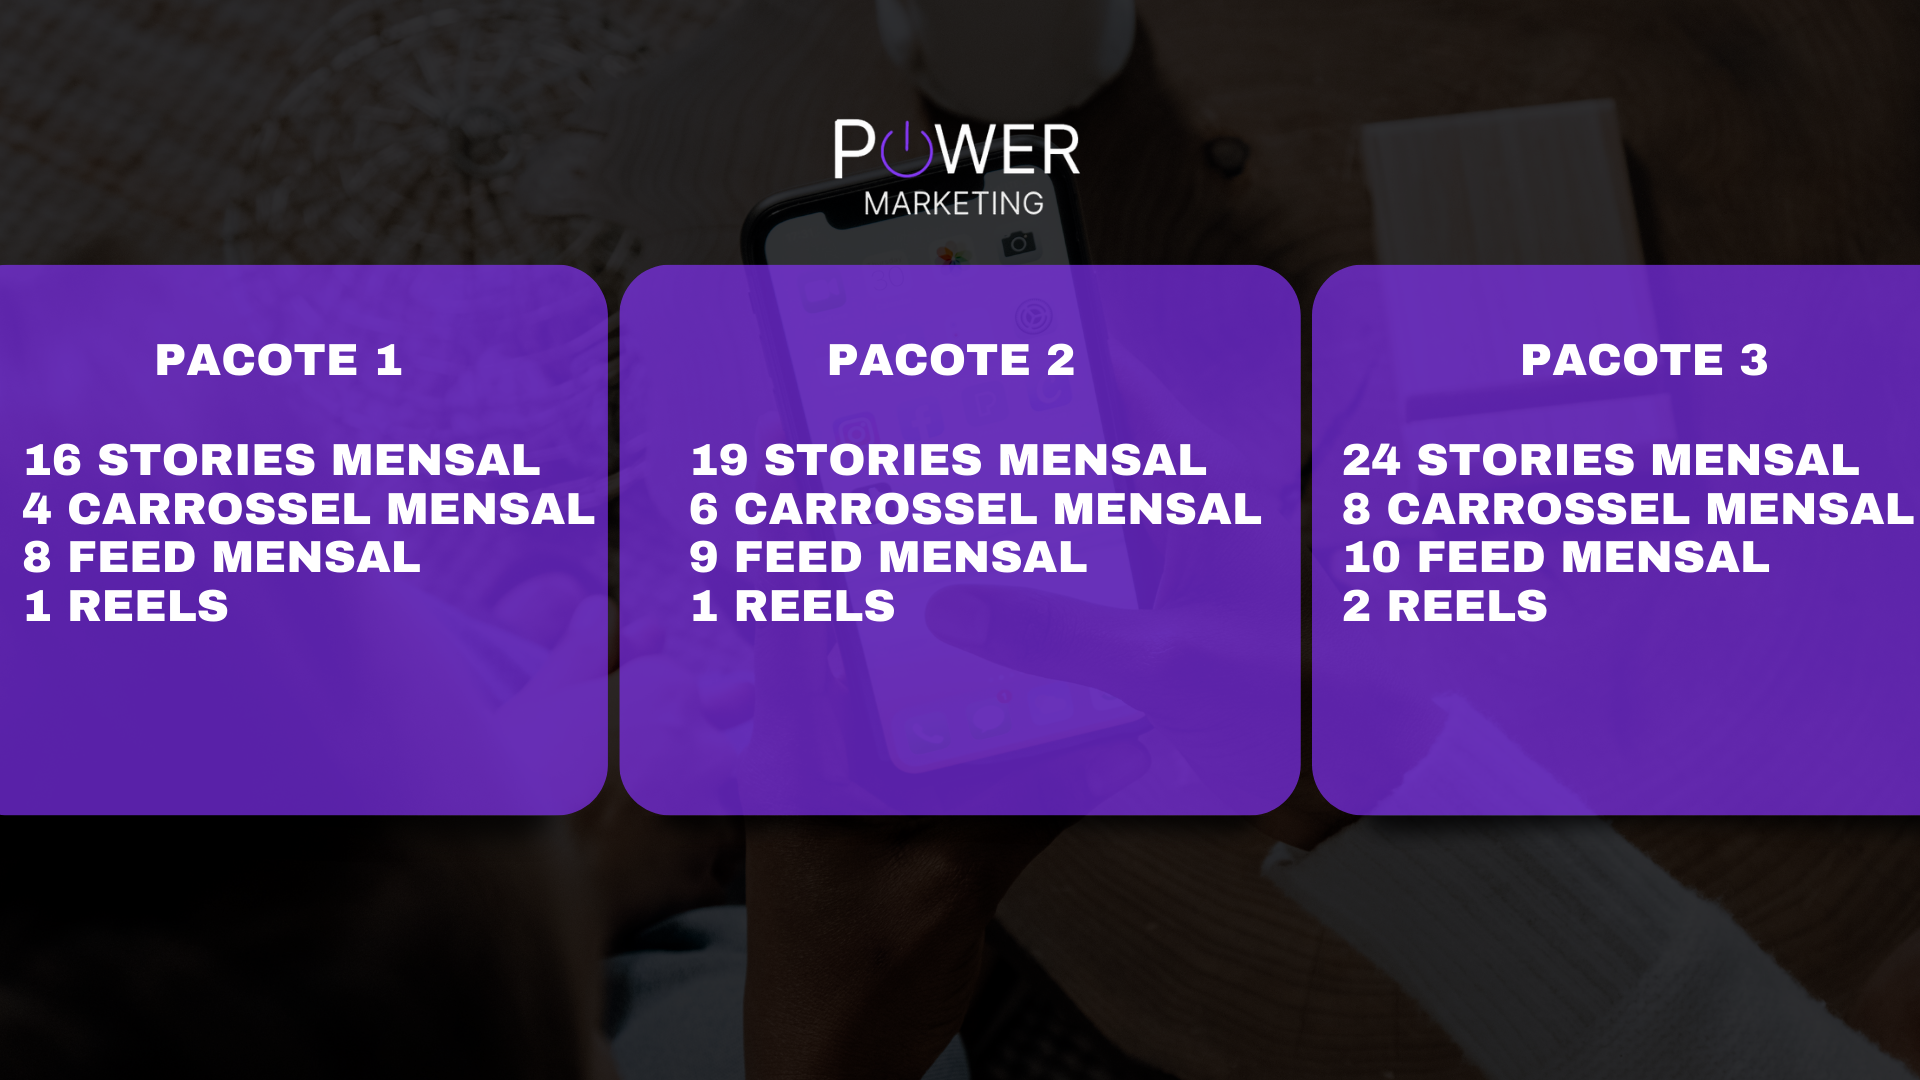 POWER
MARKETING
PACOTE 1
16 STORIES MENSAL
4 CARROSSEL MENSAL
8 FEED MENSAL
1 REELS
PACOTE 2
19 STORIES MENSAL
6 CARROSSEL MENSAL
9 FEED MENSAL
1 REELS
PACOTE 3
24 STORIES MENSAL
8 CARROSSEL MENSAL
10 FEED MENSAL
2 REELS